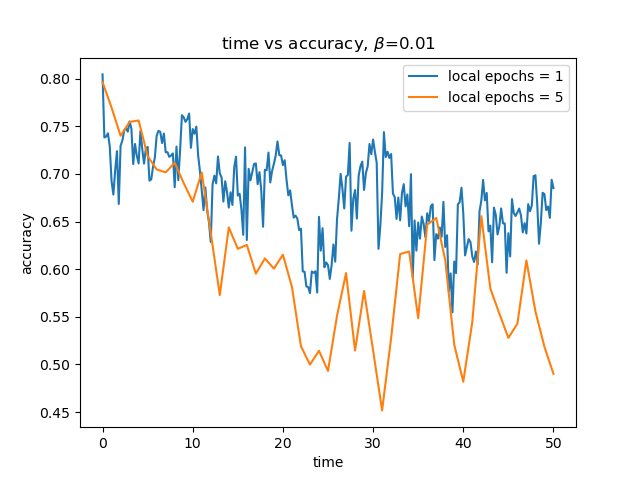 time vs accuracy, β=0.01
local epochs = 1
local epochs = 5
accuracy
0.80
0.75
0.70
0.65
0.60
0.55
0.50
0.45
0 10 20 30 40 50
time